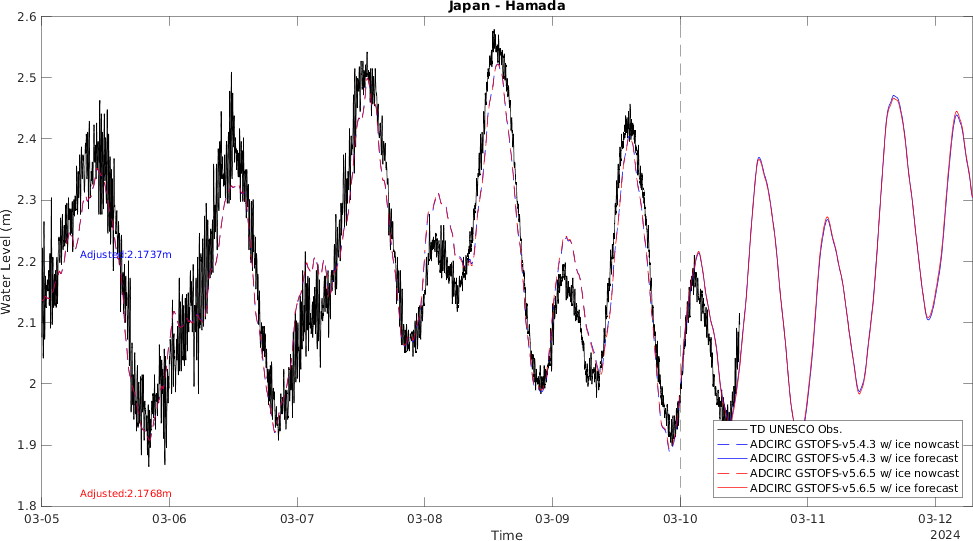 Japan - Hamada
2.6
2.5
2.4
2.3
2.2
2.1
2
1.9
1.8
Water Level (m)
Adjusted:2.1737m
Adjusted:2.1768m
TD UNESCO Obs.
ADCIRC GSTOFS-v5.4.3 w/ ice nowcast
ADCIRC GSTOFS-v5.4.3 w/ ice forecast
ADCIRC GSTOFS-v5.6.5 w/ ice nowcast
ADCIRC GSTOFS-v5.6.5 w/ ice forecast
03-05 03-06 03-07 03-08 03-09 03-10 03-11 03-12
Time
2024